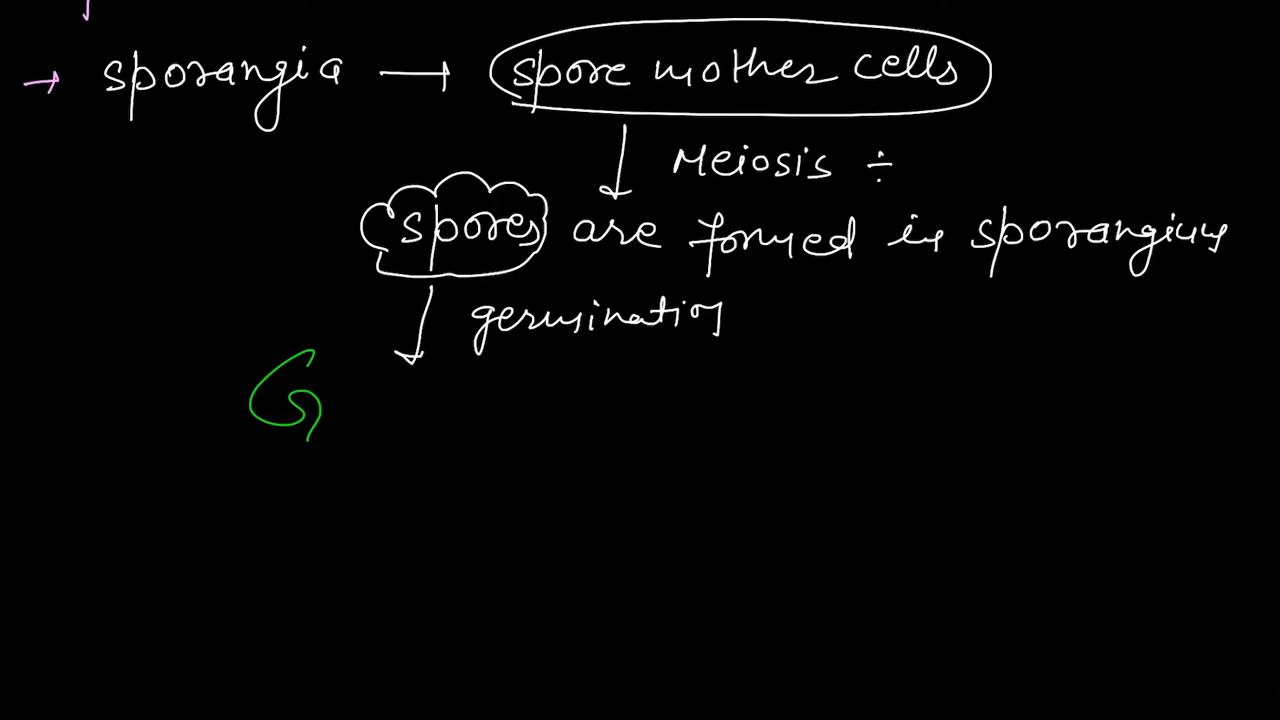 → sporangia → spore mother cells
↓ Meiosis ÷
spores are formed in sporangium
↓ germination
G